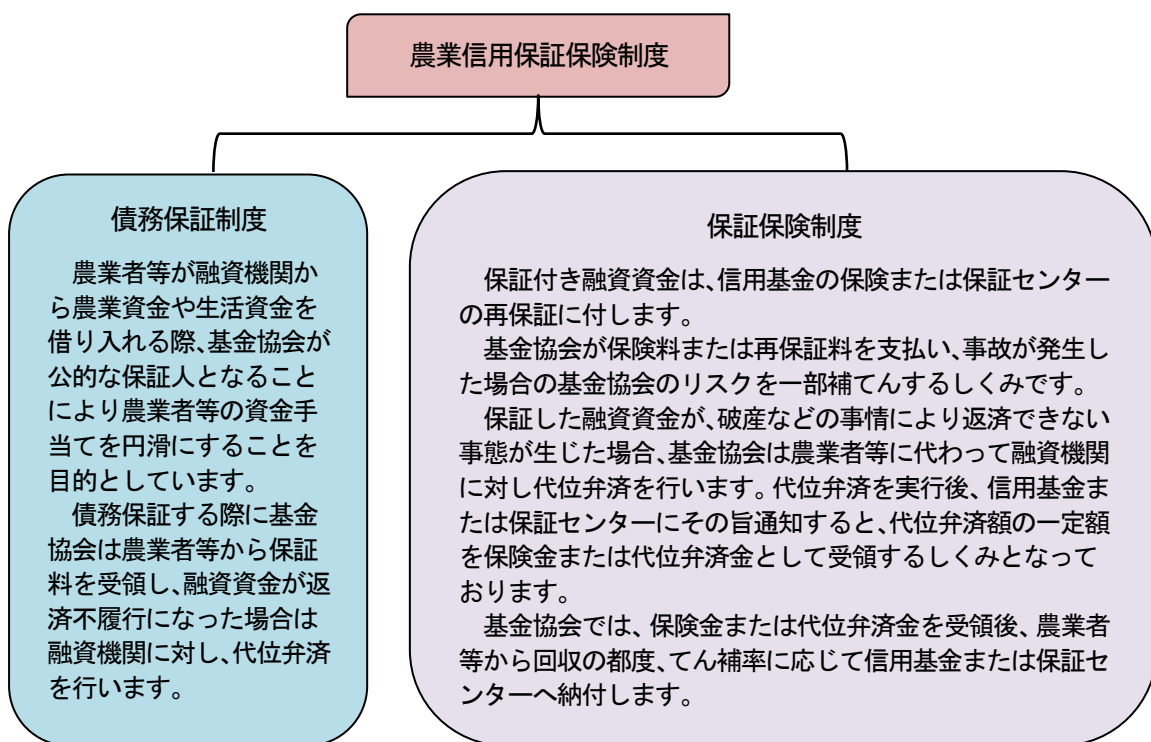 農業信用保証保険制度
債務保証制度
　農業者等が融資機関か
ら農業資金や生活資金を
借り入れる際、基金協会が
公的な保証人となること
により農業者等の資金手
当てを円滑にすることを
目的としています。
　債務保証する際に基金
協会は農業者等から保証
料を受領し、融資資金が返
済不履行になった場合は
融資機関に対し、代位弁済
を行います。
保証保険制度
　保証付き融資資金は、信用基金の保険または保証センター
の再保証に付します。
　基金協会が保険料または再保証料を支払い、事故が発生し
た場合の基金協会のリスクを一部補てんするしくみです。
　保証した融資資金が、破産などの事情により返済できない
事態が生じた場合、基金協会は農業者等に代わって融資機関
に対し代位弁済を行います。代位弁済を実行後、信用基金ま
たは保証センターにその旨通知すると、代位弁済額の一定額
を保険金または代位弁済金として受領するしくみとなって
おります。
　基金協会では、保険金または代位弁済金を受領後、農業者
等から回収の都度、てん補率に応じて信用基金または保証セ
ンターへ納付します。